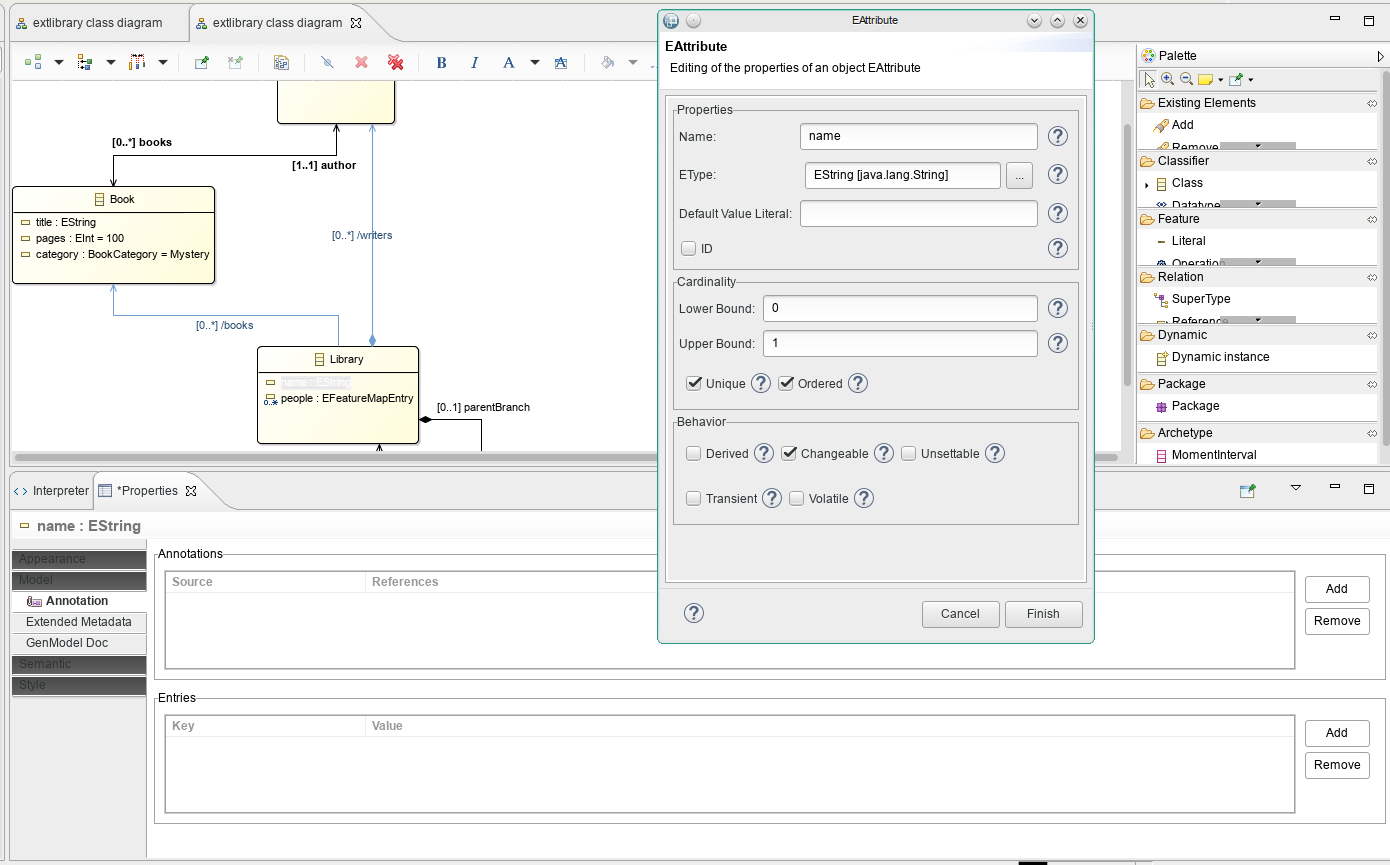 extlibrary class diagram
extlibrary class diagram
B I A A
[0..*] books
[1..1] author
Book
title : EString
pages : EInt = 100
category : BookCategory = Mystery
[0..*] /writers
[0..*] /books
Library
name : EString
people : EFeatureMapEntry
[0..1] parentBranch
EAttribute
EAttribute
Editing of the properties of an object EAttribute
Properties
Name: name
EType: EString [java.lang.String] ...
Default Value Literal:
ID
Cardinality
Lower Bound: 0
Upper Bound: 1
Unique Ordered
Behavior
Derived Changeable Unsettable
Transient Volatile
Cancel Finish
Palette
Existing Elements
Add
Remove
Classifier
Class
Datatype
Feature
Literal
Operation
Relation
SuperType
Reference
Dynamic
Dynamic instance
Package
Package
Archetype
MomentInterval
Interpreter *Properties
name : EString
Appearance
Model
Annotation
Extended Metadata
GenModel Doc
Semantic
Style
Annotations
Source References
Add
Remove
Entries
Key Value
Add
Remove